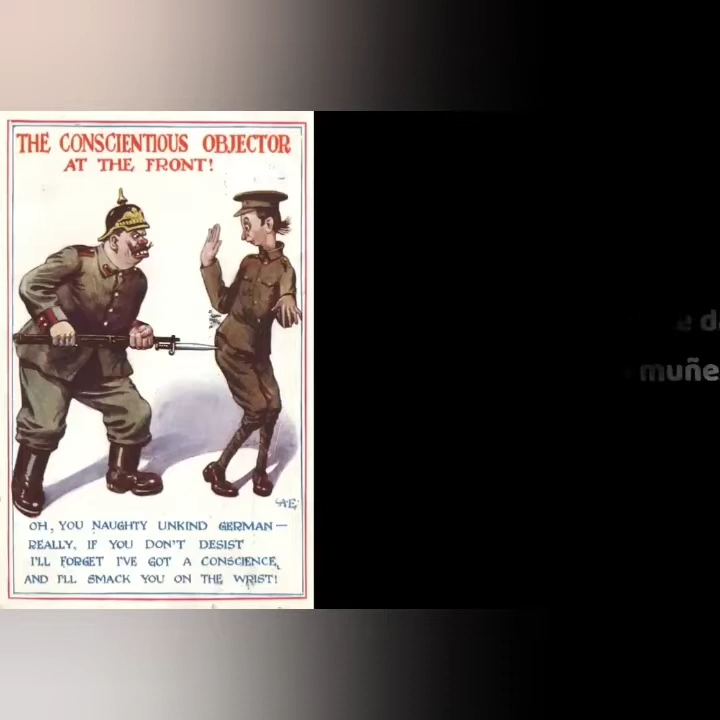 THE CONSCIENTIOUS OBJECTOR
AT THE FRONT!
OH, YOU NAUGHTY UNKIND GERMAN—
REALLY, IF YOU DON'T DESIST
I'LL FORGET I'VE GOT A CONSCIENCE,
AND I'LL SMACK YOU ON THE WRIST!